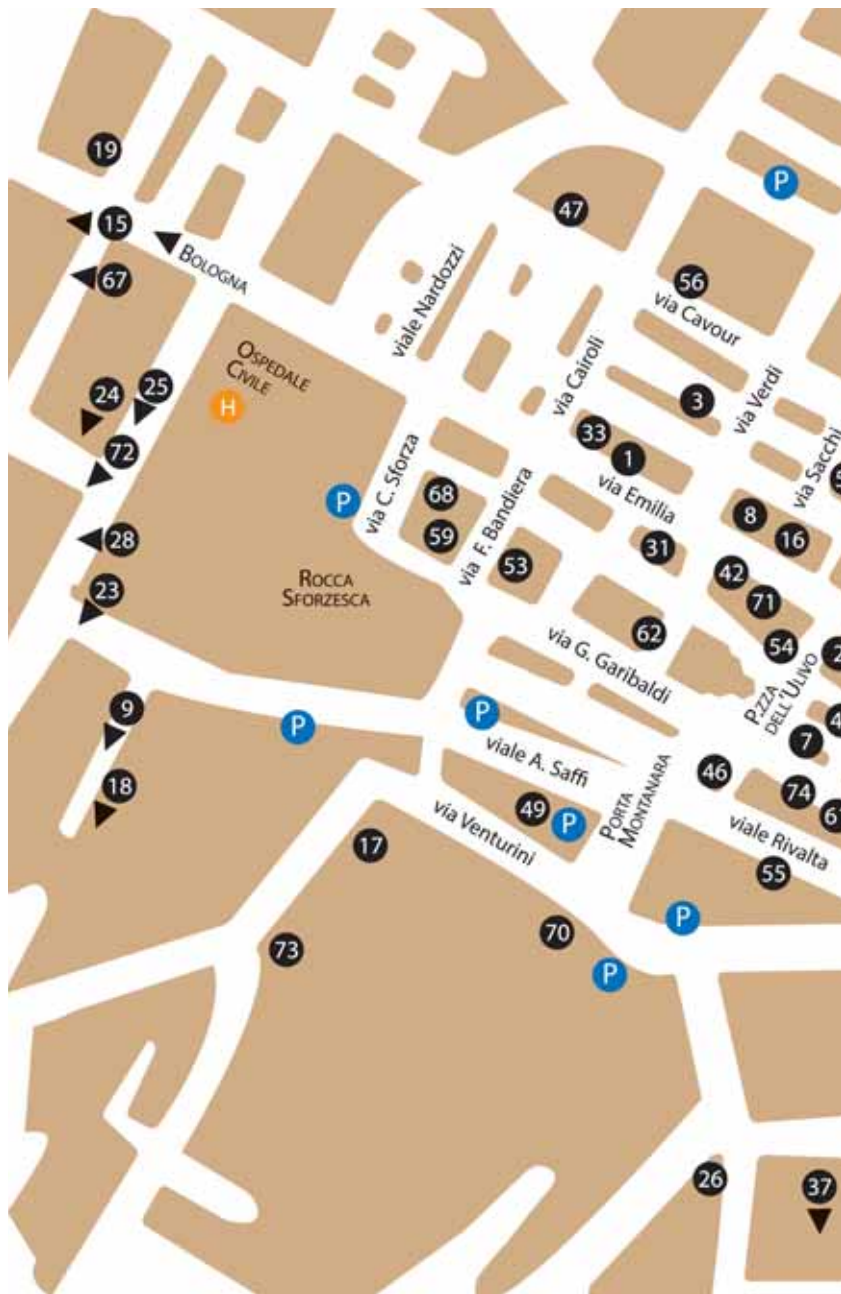 19
P
47
15
BOLOGNA
67
viale Nardozzi
56
via Cavour
OSPEDALE
CIVILE
H
24
25
via Cairoli
3
via Verdi
72
33
1
via Emilia
via Sacchi
P
via C. Sforza
68
59
via F. Bandiera
53
8
16
28
31
23
ROCCA
SFORZESCA
42
71
54
62
via G. Garibaldi
P.ZZA
DELL'ULIVO
7
9
P
P
viale A. Saffi
PORTA
MONTANARA
46
74
viale Rivalta
18
49
P
via Venturini
17
55
73
70
P
P
26
37